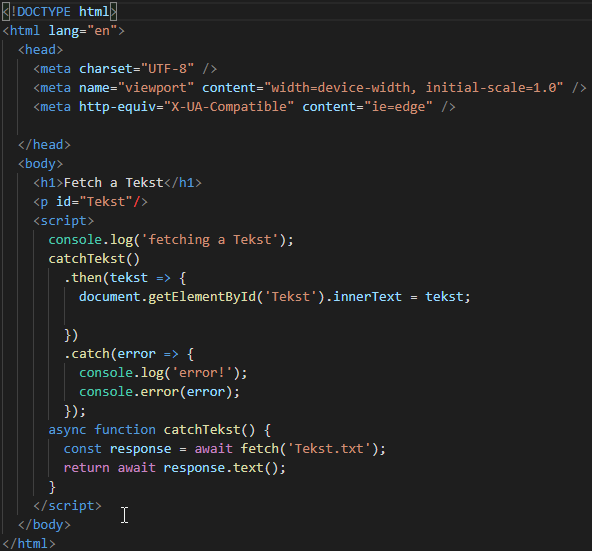 <!DOCTYPE html>
<html lang="en">
<head>
<meta charset="UTF-8" />
<meta name="viewport" content="width=device-width, initial-scale=1.0" />
<meta http-equiv="X-UA-Compatible" content="ie=edge" />
</head>
<body>
<h1>Fetch a Tekst</h1>
<p id="Tekst"/>
<script>
console.log('fetching a Tekst');
catchTekst()
.then(tekst => {
document.getElementById('Tekst').innerText = tekst;
})
.catch(error => {
console.log('error!');
console.error(error);
});
async function catchTekst() {
const response = await fetch('Tekst.txt');
return await response.text();
}
</script>
</body>
</html>